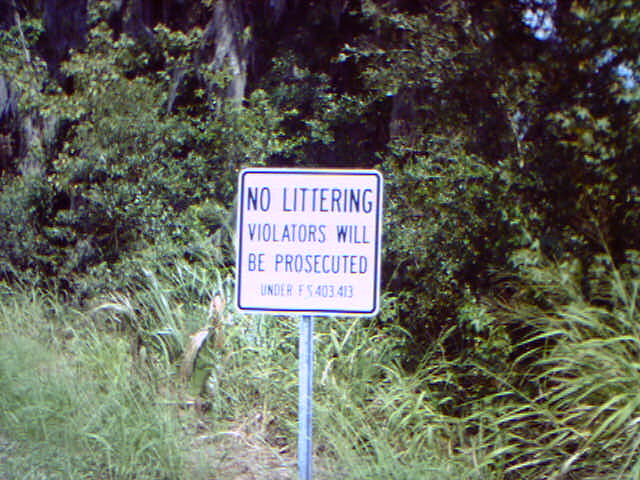 NO LITTERING
VIOLATORS WILL
BE PROSECUTED
UNDER F.S.403.413